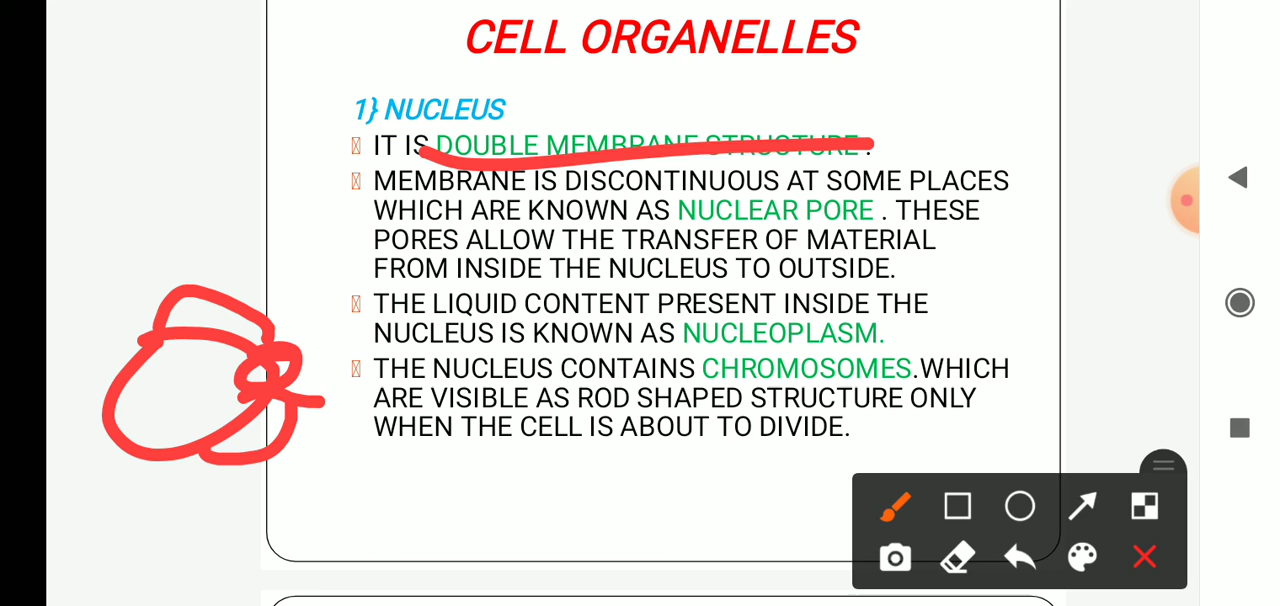 CELL ORGANELLES
1} NUCLEUS
IT IS DOUBLE MEMBRANE STRUCTURE .
MEMBRANE IS DISCONTINUOUS AT SOME PLACES
WHICH ARE KNOWN AS NUCLEAR PORE . THESE
PORES ALLOW THE TRANSFER OF MATERIAL
FROM INSIDE THE NUCLEUS TO OUTSIDE.
THE LIQUID CONTENT PRESENT INSIDE THE
NUCLEUS IS KNOWN AS NUCLEOPLASM.
THE NUCLEUS CONTAINS CHROMOSOMES.WHICH
ARE VISIBLE AS ROD SHAPED STRUCTURE ONLY
WHEN THE CELL IS ABOUT TO DIVIDE.